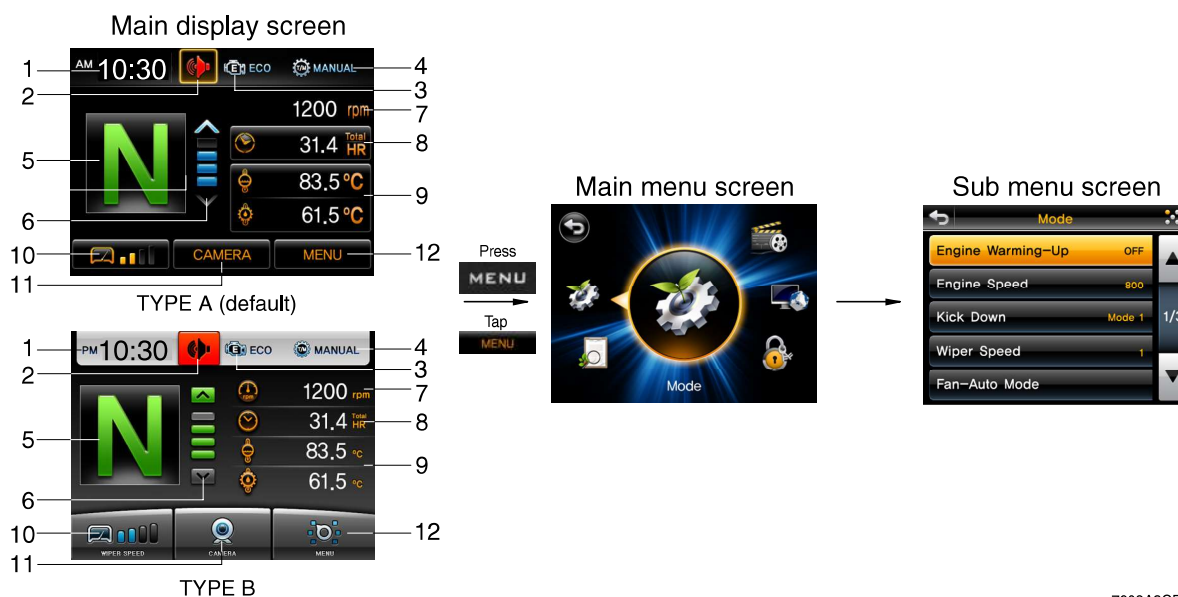 Main display screen
1
AM 10:30
ECO
MANUAL
4
2
3
1200 rpm
7
31.4 Total HR
8
5
N
83.5 °C
9
61.5 °C
6
10
CAMERA
MENU
12
11
TYPE A (default)
1
PM 10:30
ECO
MANUAL
4
2
3
1200 rpm
7
31.4 Total HR
8
5
N
83.5 °C
9
61.5 °C
6
10
WIPER SPEED
CAMERA
MENU
12
11
TYPE B
Press
MENU
Tap
MENU
Main menu screen
Mode
Sub menu screen
Mode
Engine Warming-Up OFF
Engine Speed 800
Kick Down Mode 1
1/3
Wiper Speed 1
Fan-Auto Mode